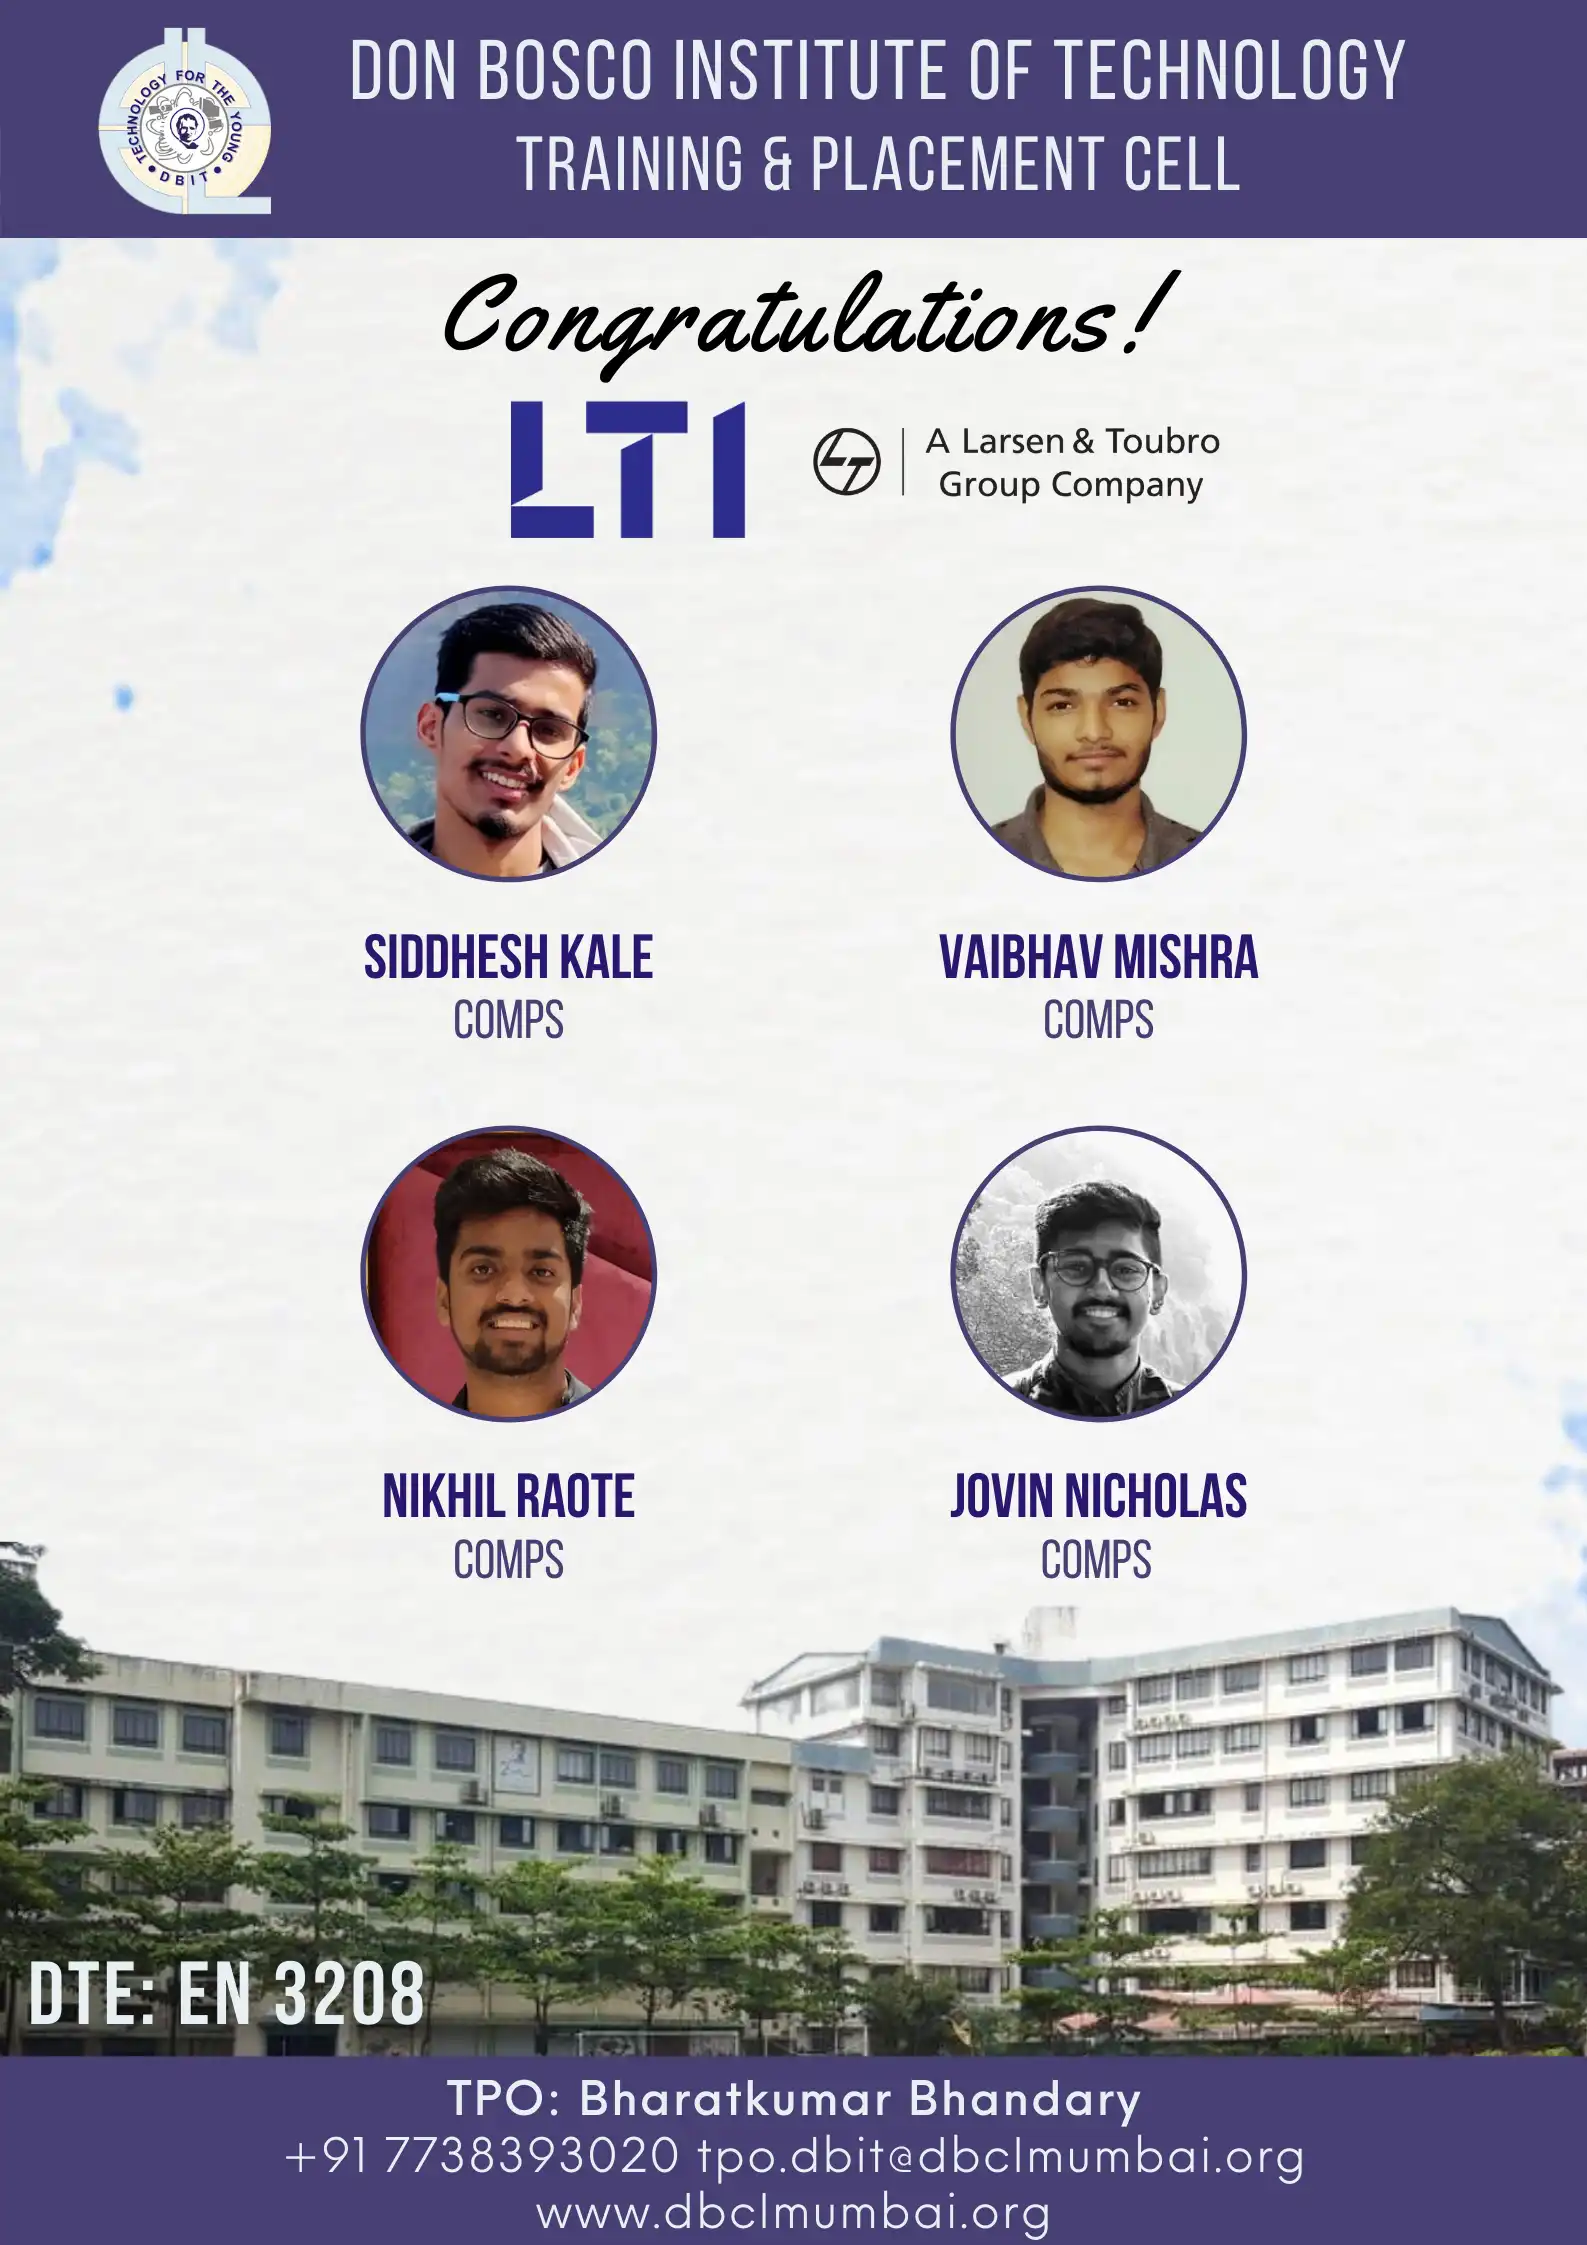 DON BOSCO INSTITUTE OF TECHNOLOGY
TRAINING & PLACEMENT CELL
TECHNOLOGY FOR THE YOUNG
DBIT
Congratulations!
LTI
LT
A Larsen & Toubro
Group Company
SIDDHESH KALE
COMPS
VAIBHAV MISHRA
COMPS
NIKHIL RAOTE
COMPS
JOVIN NICHOLAS
COMPS
DTE: EN 3208
TPO: Bharatkumar Bhandary
+91 7738393020 tpo.dbit@dbclmumbai.org
www.dbclmumbai.org